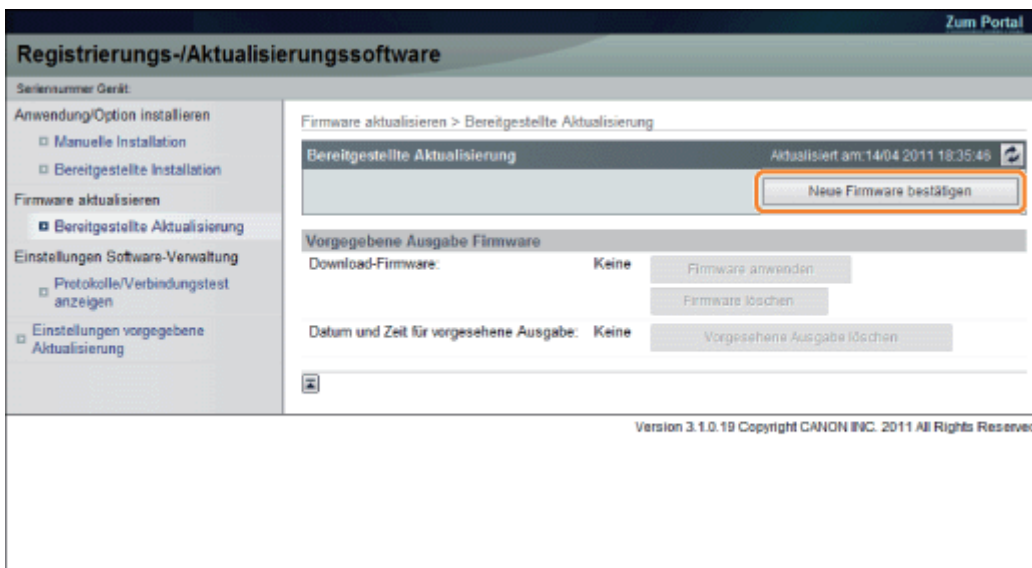 Zum Portal
Registrierungs-/Aktualisierungssoftware
Seriennummer Gerät:
Anwendung/Option installieren
Manuelle Installation
Bereitgestellte Installation
Firmware aktualisieren
Bereitgestellte Aktualisierung
Einstellungen Software-Verwaltung
Protokolle/Verbindungstest
anzeigen
Einstellungen vorgegebene
Aktualisierung
Firmware aktualisieren > Bereitgestellte Aktualisierung
Bereitgestellte Aktualisierung Aktualisiert am:14/04 2011 18:35:46
Neue Firmware bestätigen
Vorgegebene Ausgabe Firmware
Download-Firmware: Keine Firmware anwenden
Firmware löschen
Datum und Zeit für vorgesehene Ausgabe: Keine Vorgesehene Ausgabe löschen
Version 3.1.0.19 Copyright CANON INC. 2011 All Rights Reserved